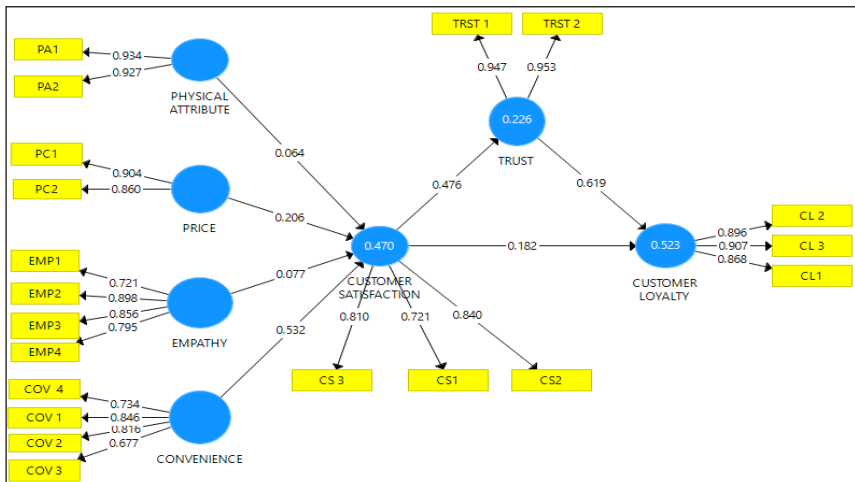 TRST 1
TRST 2
0.947
0.953
0.226
TRUST
PA1
PA2
0.934
0.927
PHYSICAL
ATTRIBUTE
0.064
PC1
PC2
0.904
0.860
PRICE
0.206
EMP1
EMP2
EMP3
EMP4
0.721
0.898
0.856
0.795
EMPATHY
0.077
COV 4
COV 1
COV 2
COV 3
0.734
0.846
0.816
0.677
CONVENIENCE
0.532
0.470
CUSTOMER
SATISFACTION
0.476
0.619
0.182
0.810
0.721
0.840
CS 3
CS1
CS2
0.523
CUSTOMER
LOYALTY
0.896
0.907
0.868
CL 2
CL 3
CL1